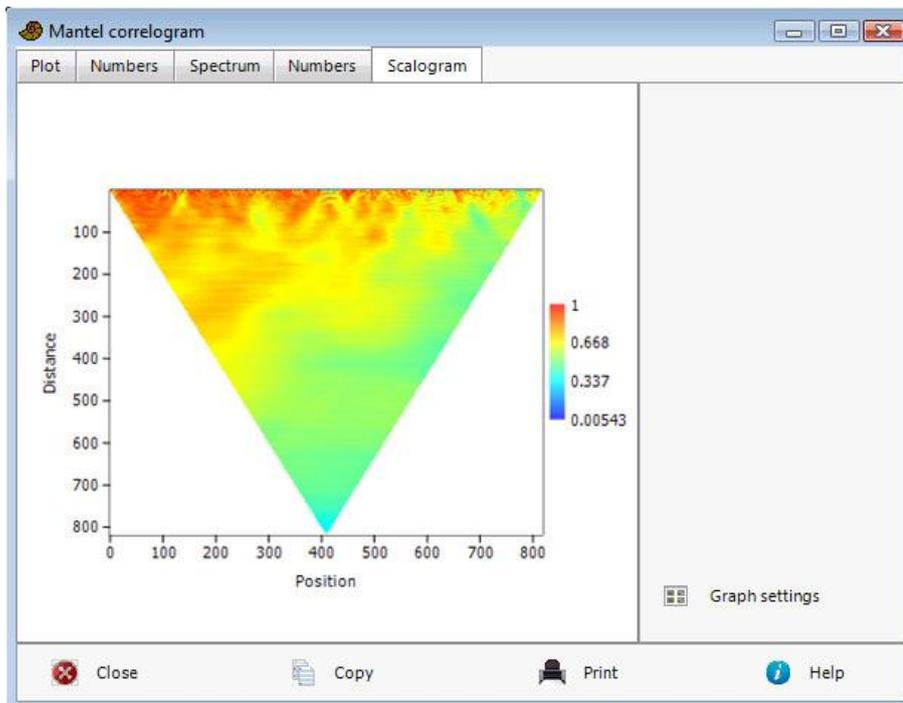 Mantel correlogram
Plot Numbers Spectrum Numbers Scalogram
100
200
300
400
500
600
700
800
Distance
0 100 200 300 400 500 600 700 800
Position
1
0.668
0.337
0.00543
Graph settings
Close Copy Print Help